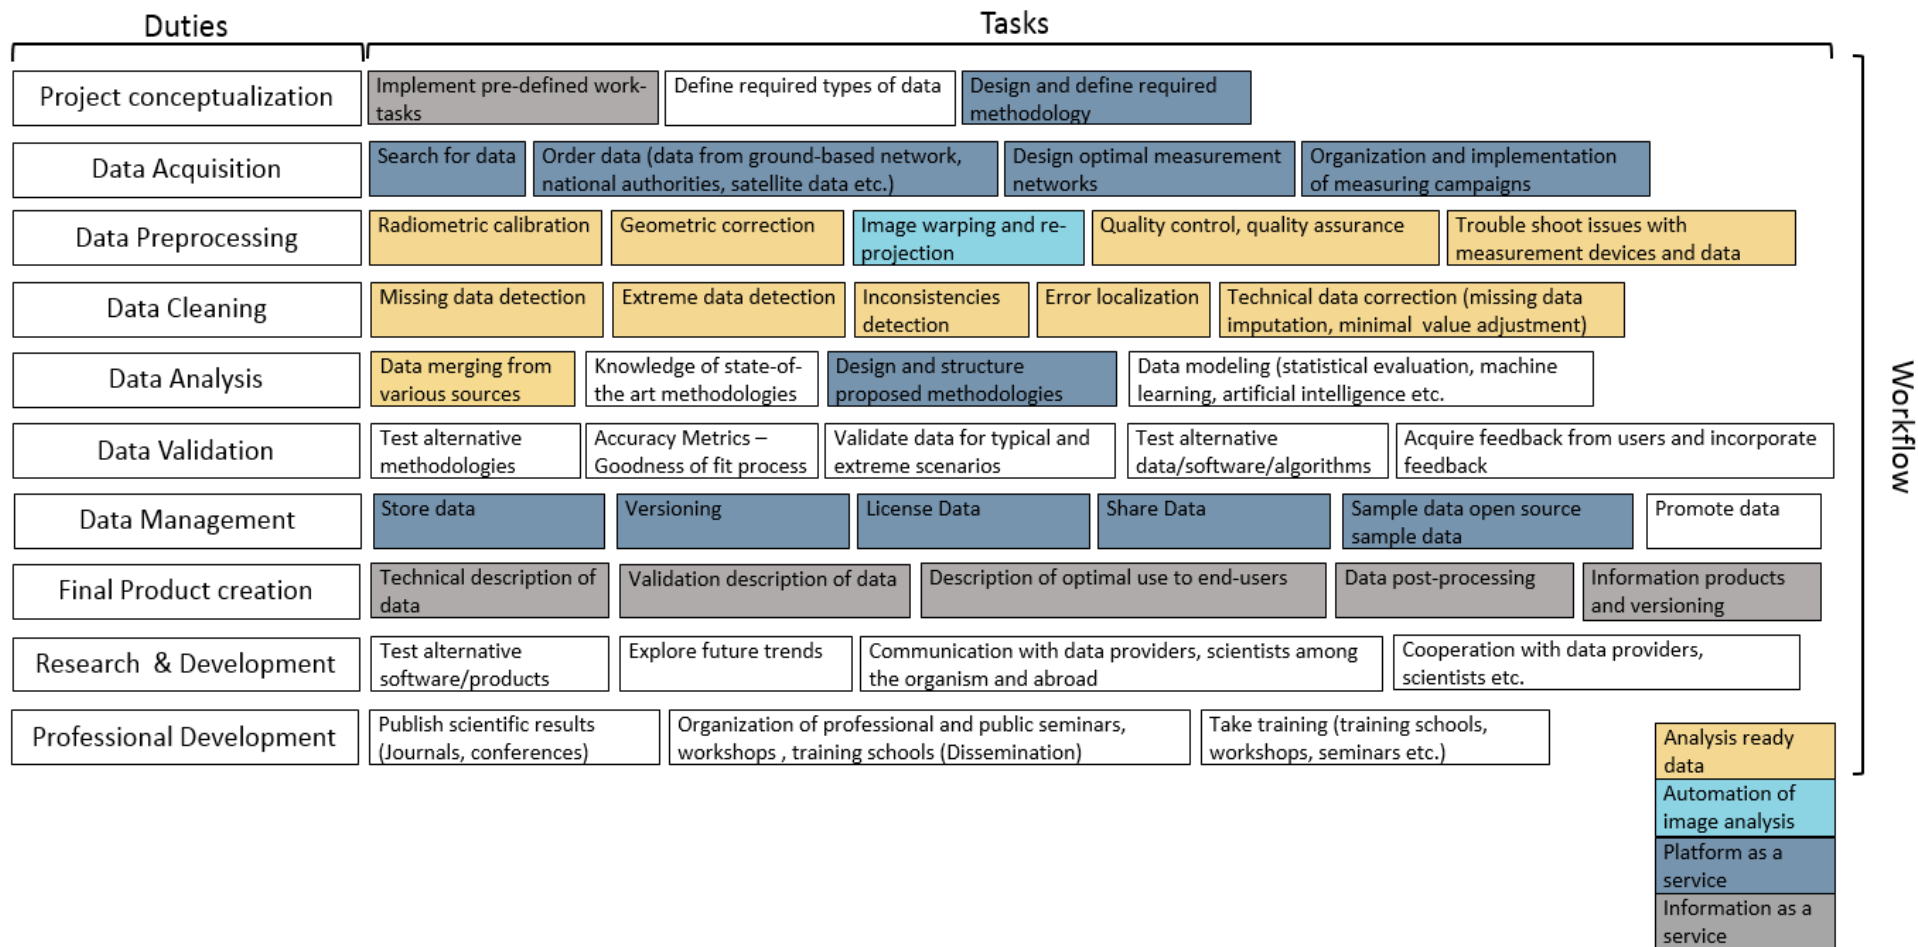 Duties
Tasks
Project conceptualization
Implement pre-defined work-
tasks
Define required types of data
Design and define required
methodology
Data Acquisition
Search for data
Order data (data from ground-based network,
national authorities, satellite data etc.)
Design optimal measurement
networks
Organization and implementation
of measuring campaigns
Data Preprocessing
Radiometric calibration
Geometric correction
Image warping and re-
projection
Quality control, quality assurance
Trouble shoot issues with
measurement devices and data
Data Cleaning
Missing data detection
Extreme data detection
Inconsistencies
detection
Error localization
Technical data correction (missing data
imputation, minimal value adjustment)
Data Analysis
Data merging from
various sources
Knowledge of state-of-
the art methodologies
Design and structure
proposed methodologies
Data modeling (statistical evaluation, machine
learning, artificial intelligence etc.
Data Validation
Test alternative
methodologies
Accuracy Metrics –
Goodness of fit process
Validate data for typical and
extreme scenarios
Test alternative
data/software/algorithms
Acquire feedback from users and incorporate
feedback
Data Management
Store data
Versioning
License Data
Share Data
Sample data open source
sample data
Promote data
Final Product creation
Technical description of
data
Validation description of data
Description of optimal use to end-users
Data post-processing
Information products
and versioning
Research & Development
Test alternative
software/products
Explore future trends
Communication with data providers, scientists among
the organism and abroad
Cooperation with data providers,
scientists etc.
Professional Development
Publish scientific results
(Journals, conferences)
Organization of professional and public seminars,
workshops , training schools (Dissemination)
Take training (training schools,
workshops, seminars etc.)
Workflow
Analysis ready
data
Automation of
image analysis
Platform as a
service
Information as a
service